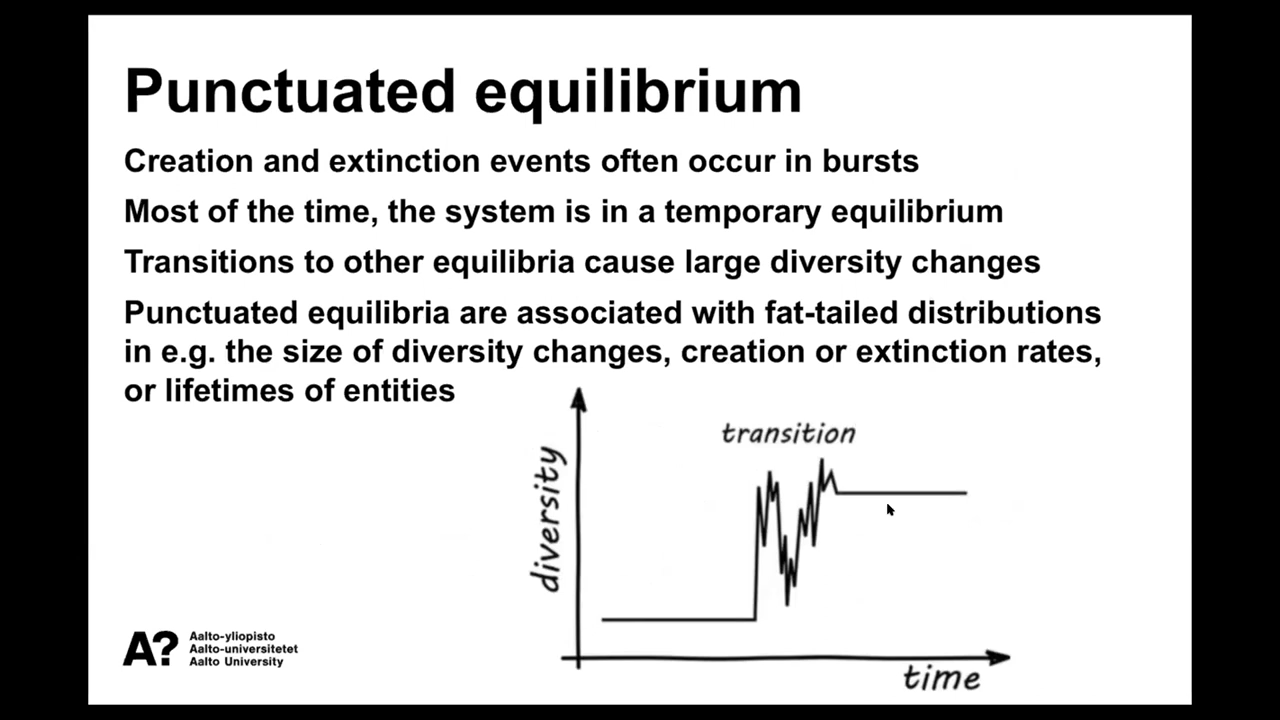 Punctuated equilibrium
Creation and extinction events often occur in bursts
Most of the time, the system is in a temporary equilibrium
Transitions to other equilibria cause large diversity changes
Punctuated equilibria are associated with fat-tailed distributions
in e.g. the size of diversity changes, creation or extinction rates,
or lifetimes of entities
transition
diversity
time
A?
Aalto-yliopisto
Aalto-universitetet
Aalto University